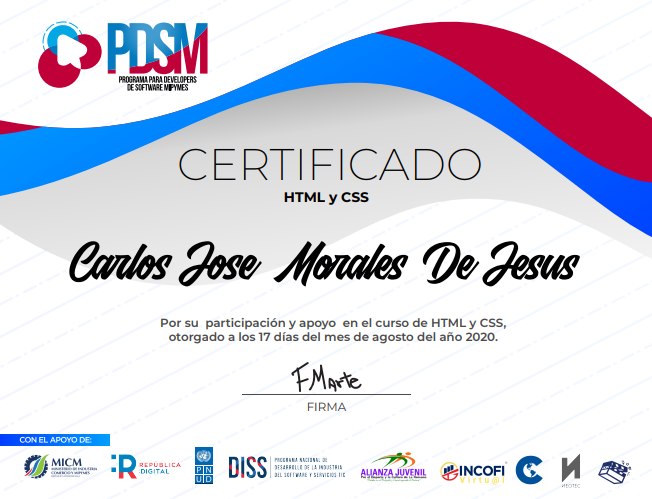 PDSM
PROGRAMA PARA DEVELOPERS
DE SOFTWARE MIPYMES
CERTIFICADO
HTML y CSS
Carlos Jose Morales De Jesus
Por su participación y apoyo en el curso de HTML y CSS,
otorgado a los 17 días del mes de agosto del año 2020.
F Marte
FIRMA
CON EL APOYO DE:
MICM
MINISTERIO DE INDUSTRIA
COMERCIO Y MIPYMES
REPÚBLICA
DIGITAL
PNUD
DISS
PROGRAMA NACIONAL DE
DESARROLLO DE LA INDUSTRIA
DEL SOFTWARE Y SERVICIOS TIC
ALIANZA JUVENIL
INCOFI
Virtu@l